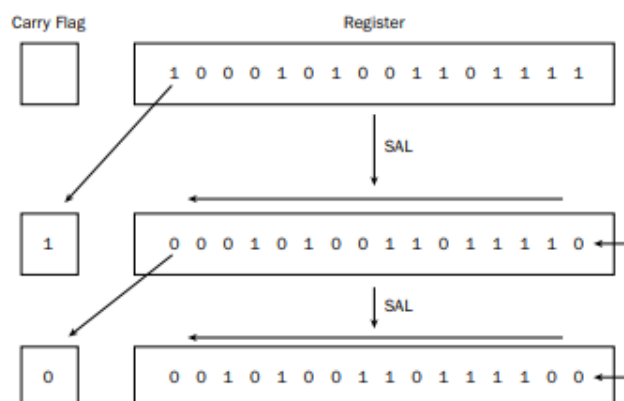 Carry Flag Register
1 0 0 0 1 0 1 0 0 1 1 0 1 1 1 1
SAL
1 0 0 0 1 0 1 0 0 1 1 0 1 1 1 1 0
SAL
0 0 0 1 0 1 0 0 1 1 0 1 1 1 1 0 0